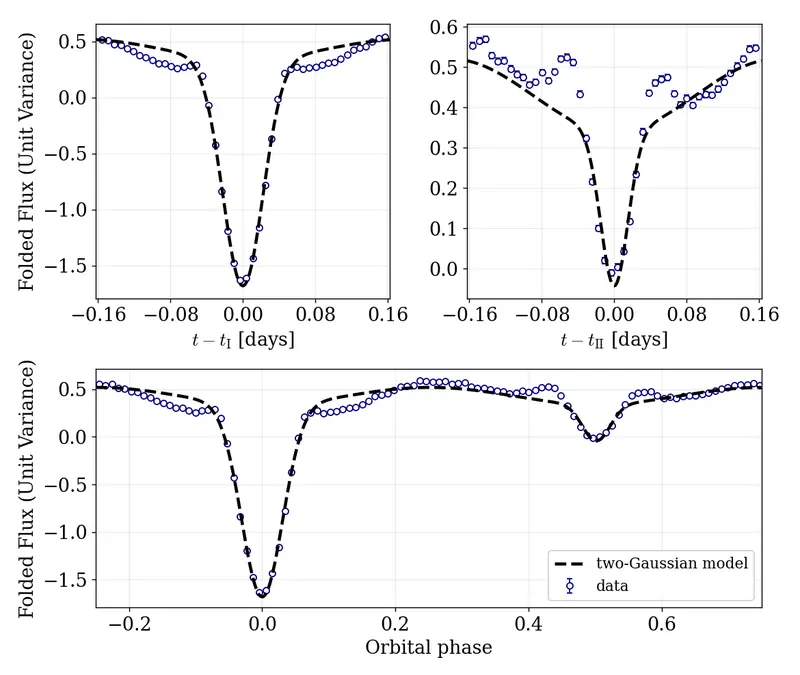 Folded Flux (Unit Variance)
0.5
0.0
−0.5
−1.0
−1.5
−0.16 −0.08 0.00 0.08 0.16
t − tI [days]
0.6
0.5
0.4
0.3
0.2
0.1
0.0
−0.16 −0.08 0.00 0.08 0.16
t − tII [days]
Folded Flux (Unit Variance)
0.5
0.0
−0.5
−1.0
−1.5
−0.2 0.0 0.2 0.4 0.6
Orbital phase
two-Gaussian model
data